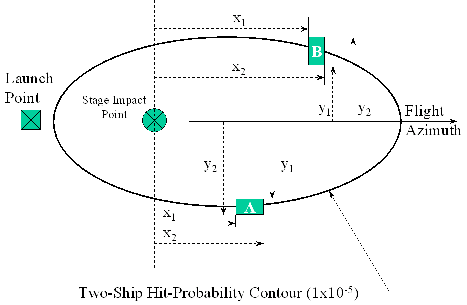 x1
B
x2
Launch
Point
Stage Impact
Point
y1 y2
Flight
Azimuth
y2
y1
x1
A
x2
Two-Ship Hit-Probability Contour (1x10-5)